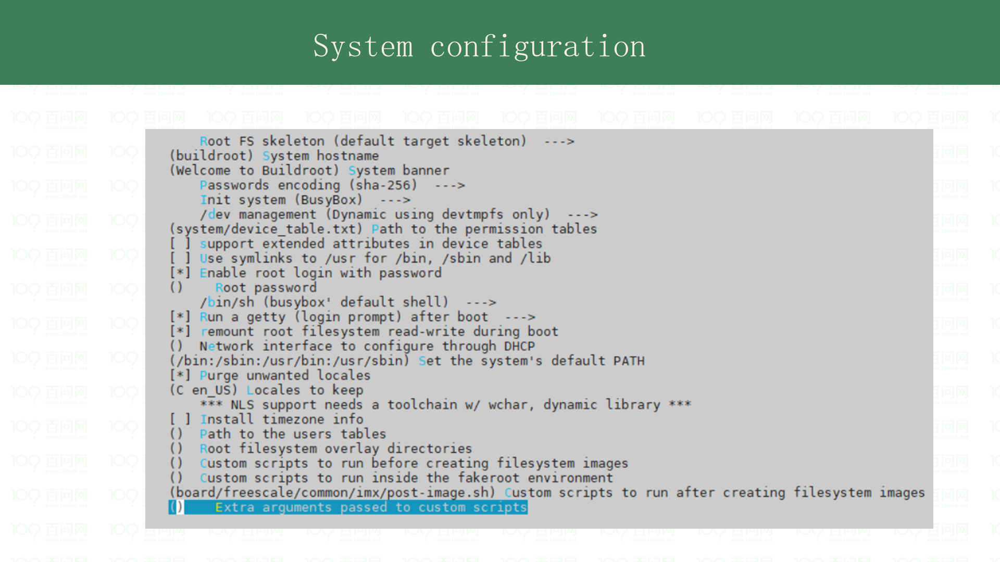 System configuration
Root FS skeleton (default target skeleton)  --->
(buildroot) System hostname
(Welcome to Buildroot) System banner
Passwords encoding (sha-256)  --->
Init system (BusyBox)  --->
/dev management (Dynamic using devtmpfs only)  --->
(system/device_table.txt) Path to the permission tables
[ ] support extended attributes in device tables
[ ] Use symlinks to /usr for /bin, /sbin and /lib
[*] Enable root login with password
()    Root password
/bin/sh (busybox' default shell)  --->
[*] Run a getty (login prompt) after boot  --->
[*] remount root filesystem read-write during boot
()  Network interface to configure through DHCP
(/bin:/sbin:/usr/bin:/usr/sbin) Set the system's default PATH
[*] Purge unwanted locales
(C en_US) Locales to keep
*** NLS support needs a toolchain w/ wchar, dynamic library ***
[ ] Install timezone info
()  Path to the users tables
()  Root filesystem overlay directories
()  Custom scripts to run before creating filesystem images
()  Custom scripts to run inside the fakeroot environment
(board/freescale/common/imx/post-image.sh) Custom scripts to run after creating filesystem images
()    Extra arguments passed to custom scripts
百问网
www.100ask.net